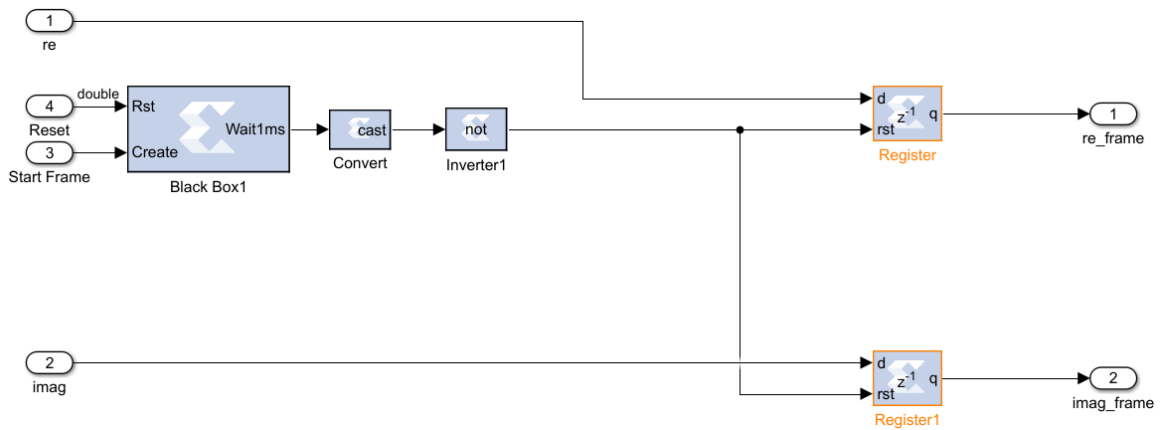 1
re
double
4
Reset
3
Start Frame
Rst
Create
Wait1ms
Black Box1
cast
Convert
not
Inverter1
d
rst
z-1
q
Register
1
re_frame
2
imag
d
rst
z-1
q
Register1
2
imag_frame